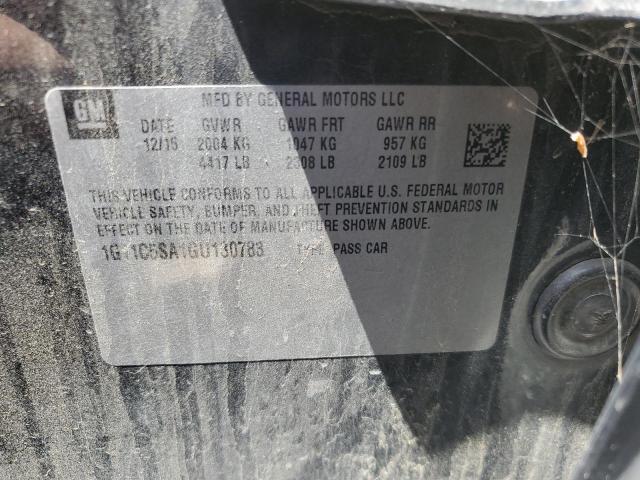 GM
MFD BY GENERAL MOTORS LLC
DATE GVWR GAWR FRT GAWR RR
12/15 2004 KG 1047 KG 957 KG
4417 LB 2308 LB 2109 LB
THIS VEHICLE CONFORMS TO ALL APPLICABLE U.S. FEDERAL MOTOR
VEHICLE SAFETY, BUMPER, AND THEFT PREVENTION STANDARDS IN
EFFECT ON THE DATE OF MANUFACTURE SHOWN ABOVE.
TYPE: PASS CAR